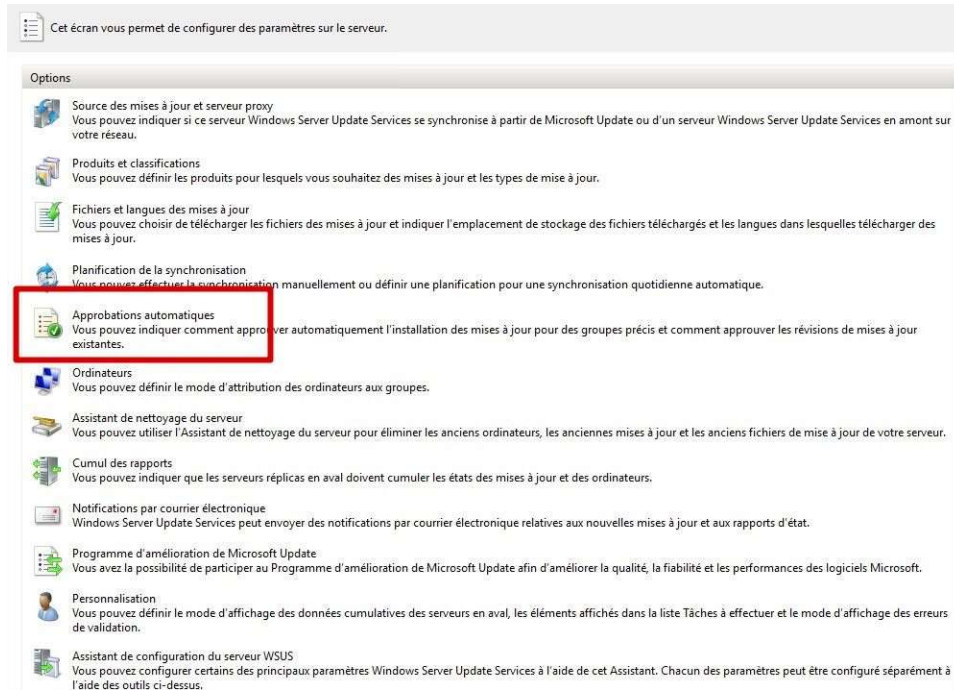 Cet écran vous permet de configurer des paramètres sur le serveur.
Options
Source des mises à jour et serveur proxy
Vous pouvez indiquer si ce serveur Windows Server Update Services se synchronise à partir de Microsoft Update ou d'un serveur Windows Server Update Services en amont sur
votre réseau.
Produits et classifications
Vous pouvez définir les produits pour lesquels vous souhaitez des mises à jour et les types de mise à jour.
Fichiers et langues des mises à jour
Vous pouvez choisir de télécharger les fichiers des mises à jour et indiquer l'emplacement de stockage des fichiers téléchargés et les langues dans lesquelles télécharger des
mises à jour.
Planification de la synchronisation
Vous pouvez effectuer la synchronisation manuellement ou définir une planification pour une synchronisation quotidienne automatique.
Approbations automatiques
Vous pouvez indiquer comment approuver automatiquement l'installation des mises à jour pour des groupes précis et comment approuver les révisions de mises à jour
existantes.
Ordinateurs
Vous pouvez définir le mode d'attribution des ordinateurs aux groupes.
Assistant de nettoyage du serveur
Vous pouvez utiliser l'Assistant de nettoyage du serveur pour éliminer les anciens ordinateurs, les anciennes mises à jour et les anciens fichiers de mise à jour de votre serveur.
Cumul des rapports
Vous pouvez indiquer que les serveurs réplicas en aval doivent cumuler les états des mises à jour et des ordinateurs.
Notifications par courrier électronique
Windows Server Update Services peut envoyer des notifications par courrier électronique relatives aux nouvelles mises à jour et aux rapports d'état.
Programme d'amélioration de Microsoft Update
Vous avez la possibilité de participer au Programme d'amélioration de Microsoft Update afin d'améliorer la qualité, la fiabilité et les performances des logiciels Microsoft.
Personnalisation
Vous pouvez définir le mode d'affichage des données cumulatives des serveurs en aval, les éléments affichés dans la liste Tâches à effectuer et le mode d'affichage des erreurs
de validation.
Assistant de configuration du serveur WSUS
Vous pouvez configurer certains des principaux paramètres Windows Server Update Services à l'aide de cet Assistant. Chacun des paramètres peut être configuré séparément à
l'aide des outils ci-dessus.